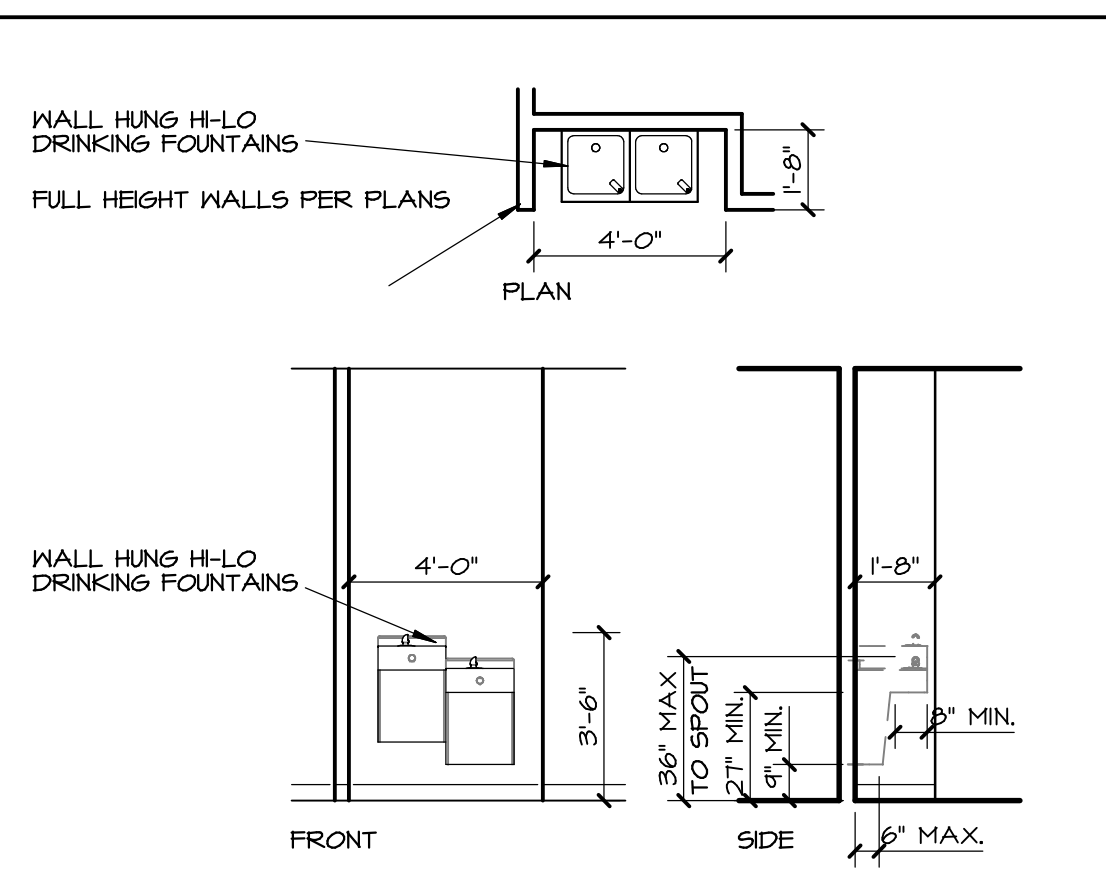 WALL HUNG HI-LO
DRINKING FOUNTAINS
FULL HEIGHT WALLS PER PLANS
1'-8"
4'-0"
PLAN
WALL HUNG HI-LO
DRINKING FOUNTAINS
4'-0"
3'-6"
FRONT
1'-8"
36" MAX
TO SPOUT
27" MIN.
9" MIN.
8" MIN.
SIDE
6" MAX.